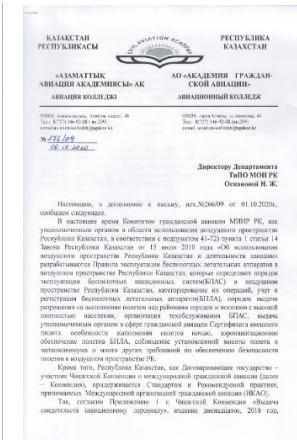 ҚАЗАҚСТАН
РЕСПУБЛИКАСЫ
РЕСПУБЛИКА
КАЗАХСТАН
CIVIL AVIATION ACADEMY
«АЗАМАТТЫҚ
АВИАЦИЯ АКАДЕМИЯСЫ» АҚ
АО «АКАДЕМИЯ ГРАЖДАН-
СКОЙ АВИАЦИИ»
АВИАЦИЯ КОЛЛЕДЖІ
АВИАЦИОННЫЙ КОЛЛЕДЖ
Директору Департамента
ТиПО МОН РК
Оспановой Н. Ж.
Настоящим, в дополнение к письму, исх.№266/09 от 01.10.2020г,
сообщаем следующее.
В настоящее время Комитетом гражданской авиации МИИР РК, как
уполномоченным органом в области использования воздушного пространства
Республики Казахстан, в соответствии с подпунктом 41-72) пункта 1 статьи 14
Закона Республики Казахстан от 15 июля 2010 года «Об использовании
воздушного пространства Республики Казахстан и деятельности авиации»
разрабатываются Правила эксплуатации беспилотных летательных аппаратов в
воздушном пространстве Республики Казахстан, которые определяют порядок
эксплуатации беспилотных авиационных систем(БПАС) в воздушном
пространстве Республики Казахстан, категорирование их операций, учет и
регистрация беспилотных летательных аппаратов(БПЛА), порядок выдачи
разрешения на выполнение полетов над районами городов и поселков с высокой
плотностью населения, организация техобслуживания БПАС, выдача
уполномоченным органом в сфере гражданской авиации Сертификата внешнего
пилота, особенности выполнения полетов ночью, аэронавигационное
обеспечение полетов БПЛА, соблюдение установленной высоты полета и
метеоминимума и много других требований по обеспечению безопасности
полетов в воздушном пространстве РК.
Кроме того, Республика Казахстан, как Договаривающееся государство -
участник Чикагской Конвенции о международной гражданской авиации (далее
- Конвенция), придерживается Стандартам и Рекомендуемой практике,
принимаемых Международной организацией гражданской авиации (ИКАО).
Так, согласно Приложению 1 к Чикагской Конвенции «Выдача
свидетельств авиационному персоналу», издание двенадцатое, 2018 год,